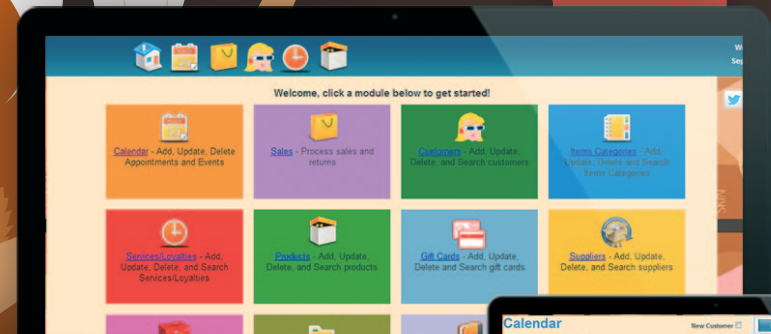 We
Sep
Welcome, click a module below to get started!
Calendar - Add, Update, Delete
Appointments and Events
Sales - Process sales and
returns
Customers - Add, Update,
Delete, and Search customers
Items Categories - Add,
Update, Delete and Search
Items Categories
Services/Loyalties - Add,
Update, Delete, and Search
Services/Loyalties
Products - Add, Update,
Delete, and Search products
Gift Cards - Add, Update,
Delete and Search gift cards
Suppliers - Add, Update,
Delete, and Search suppliers
Calendar
New Customer